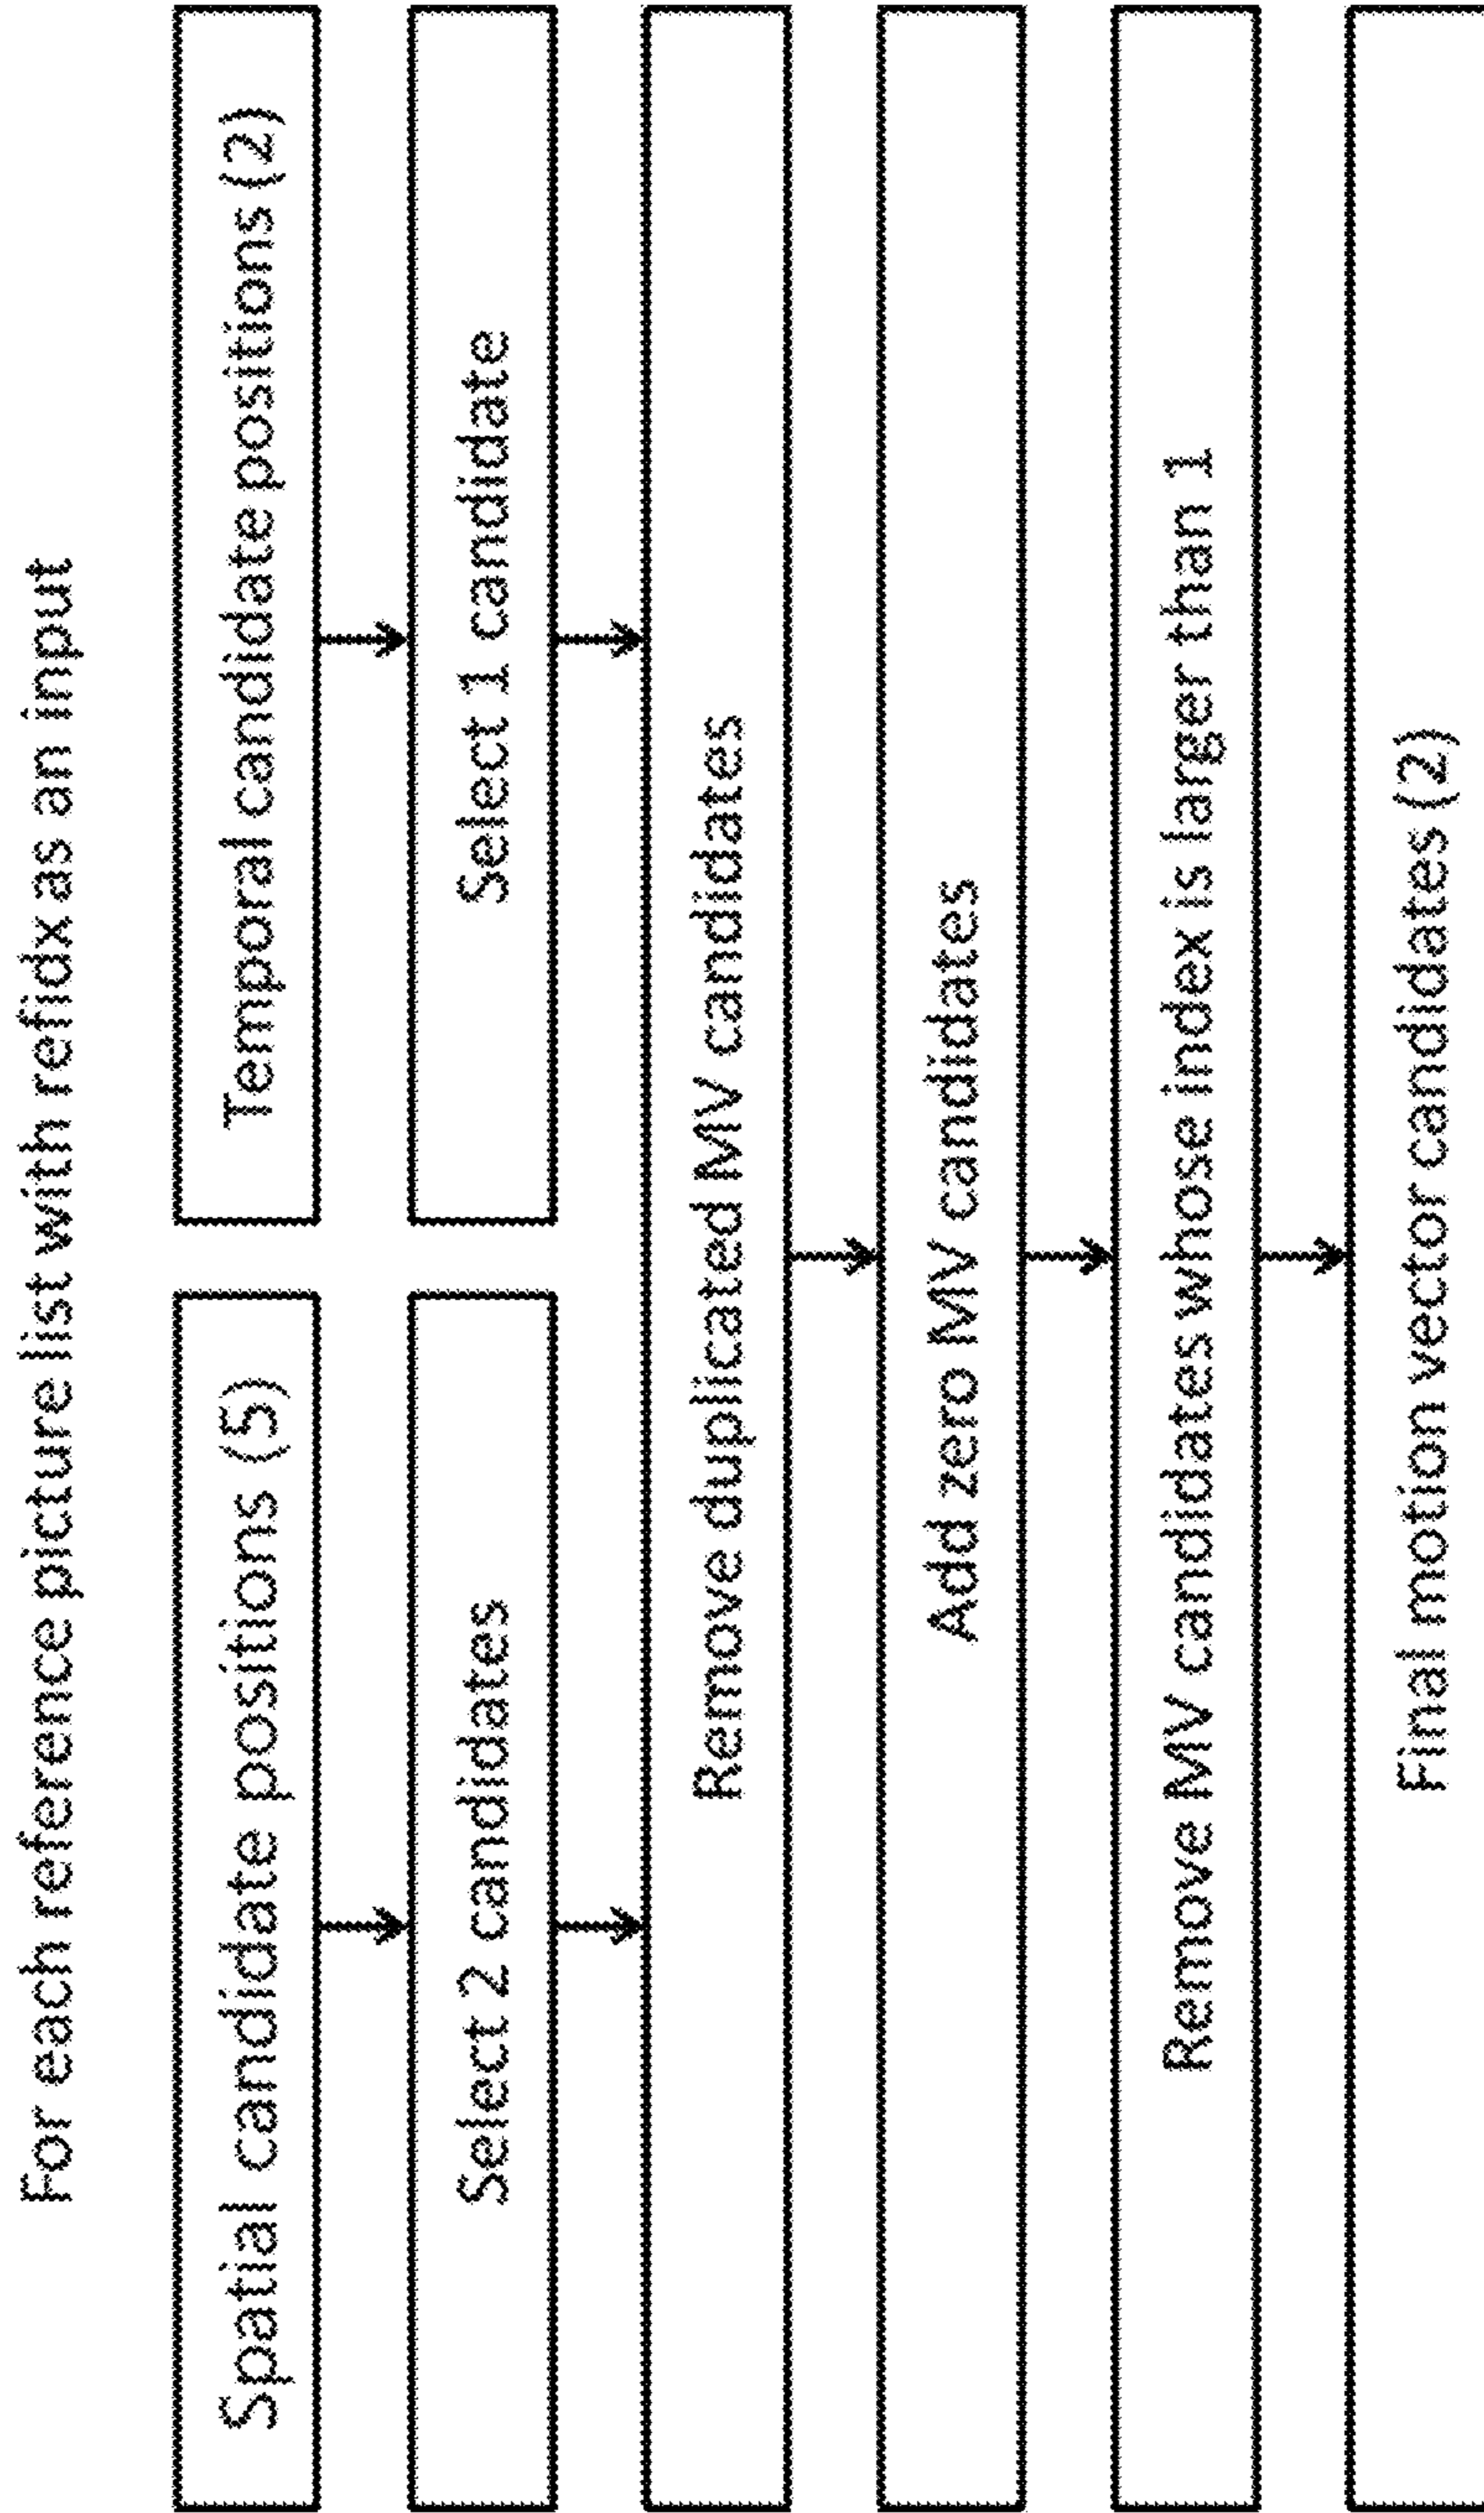 For each reference picture list with refidx as an input
Spatial candidate positions (5)
Temporal candidate positions (2)
Select 2 candidates
Select 1 candidate
Remove duplicated MV candidates
Add zero MV candidates
Remove MV candidates whose index is larger than 1
Final motion vector candidates (2)